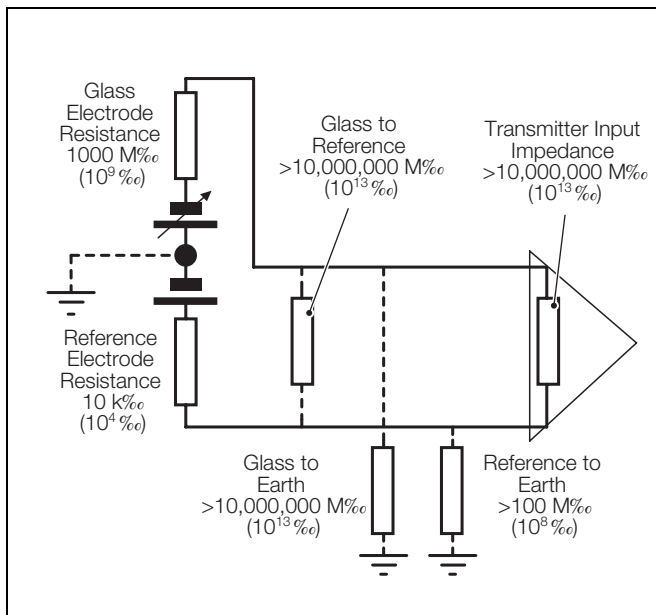 Glass
Electrode
Resistance
1000 M‰
(10⁹ ‰)
Glass to
Reference
>10,000,000 M‰
(10¹³ ‰)
Transmitter Input
Impedance
>10,000,000 M‰
(10¹³ ‰)
Reference
Electrode
Resistance
10 k‰
(10⁴ ‰)
Glass to
Earth
>10,000,000 M‰
(10¹³ ‰)
Reference to
Earth
>100 M‰
(10⁸ ‰)